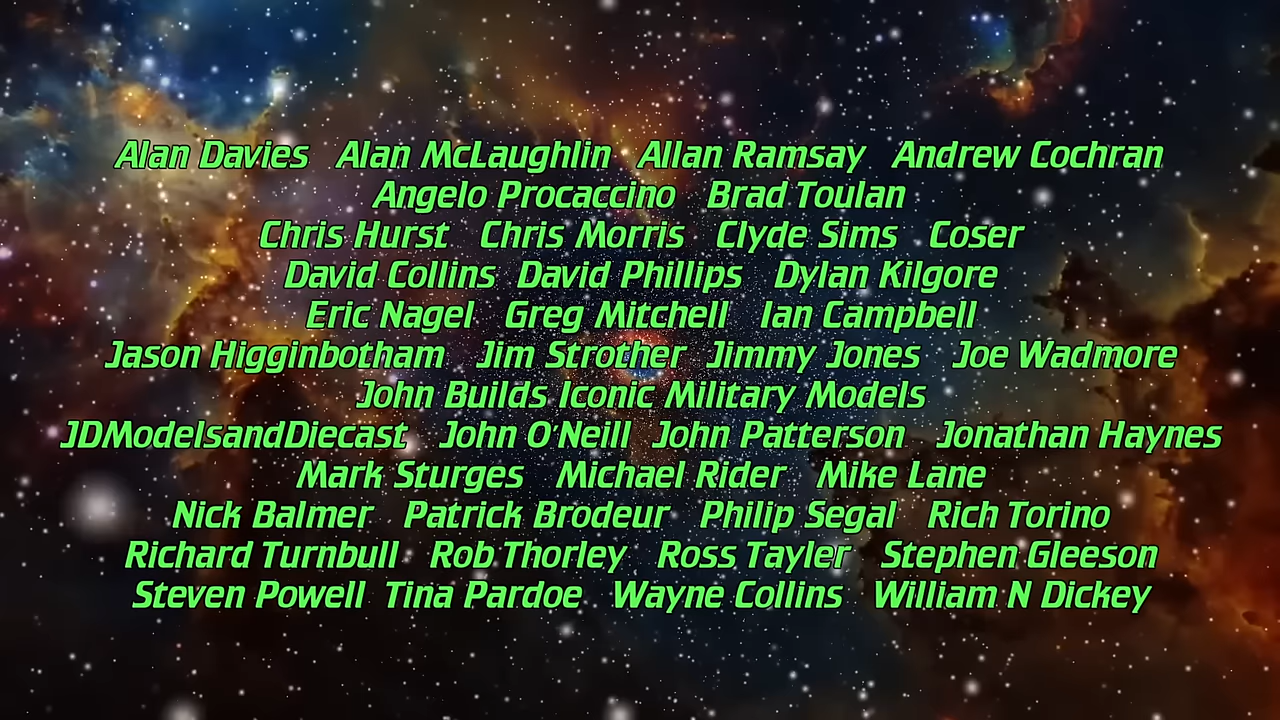 Alan Davies Alan McLaughlin Allan Ramsay Andrew Cochran
Angelo Procaccino Brad Toulan
Chris Hurst Chris Morris Clyde Sims Coser
David Collins David Phillips Dylan Kilgore
Eric Nagel Greg Mitchell Ian Campbell
Jason Higginbotham Jim Strother Jimmy Jones Joe Wadmore
John Builds Iconic Military Models
JDModelsandDiecast John O'Neill John Patterson Jonathan Haynes
Mark Sturges Michael Rider Mike Lane
Nick Balmer Patrick Brodeur Philip Segal Rich Torino
Richard Turnbull Rob Thorley Ross Tayler Stephen Gleeson
Steven Powell Tina Pardoe Wayne Collins William N Dickey